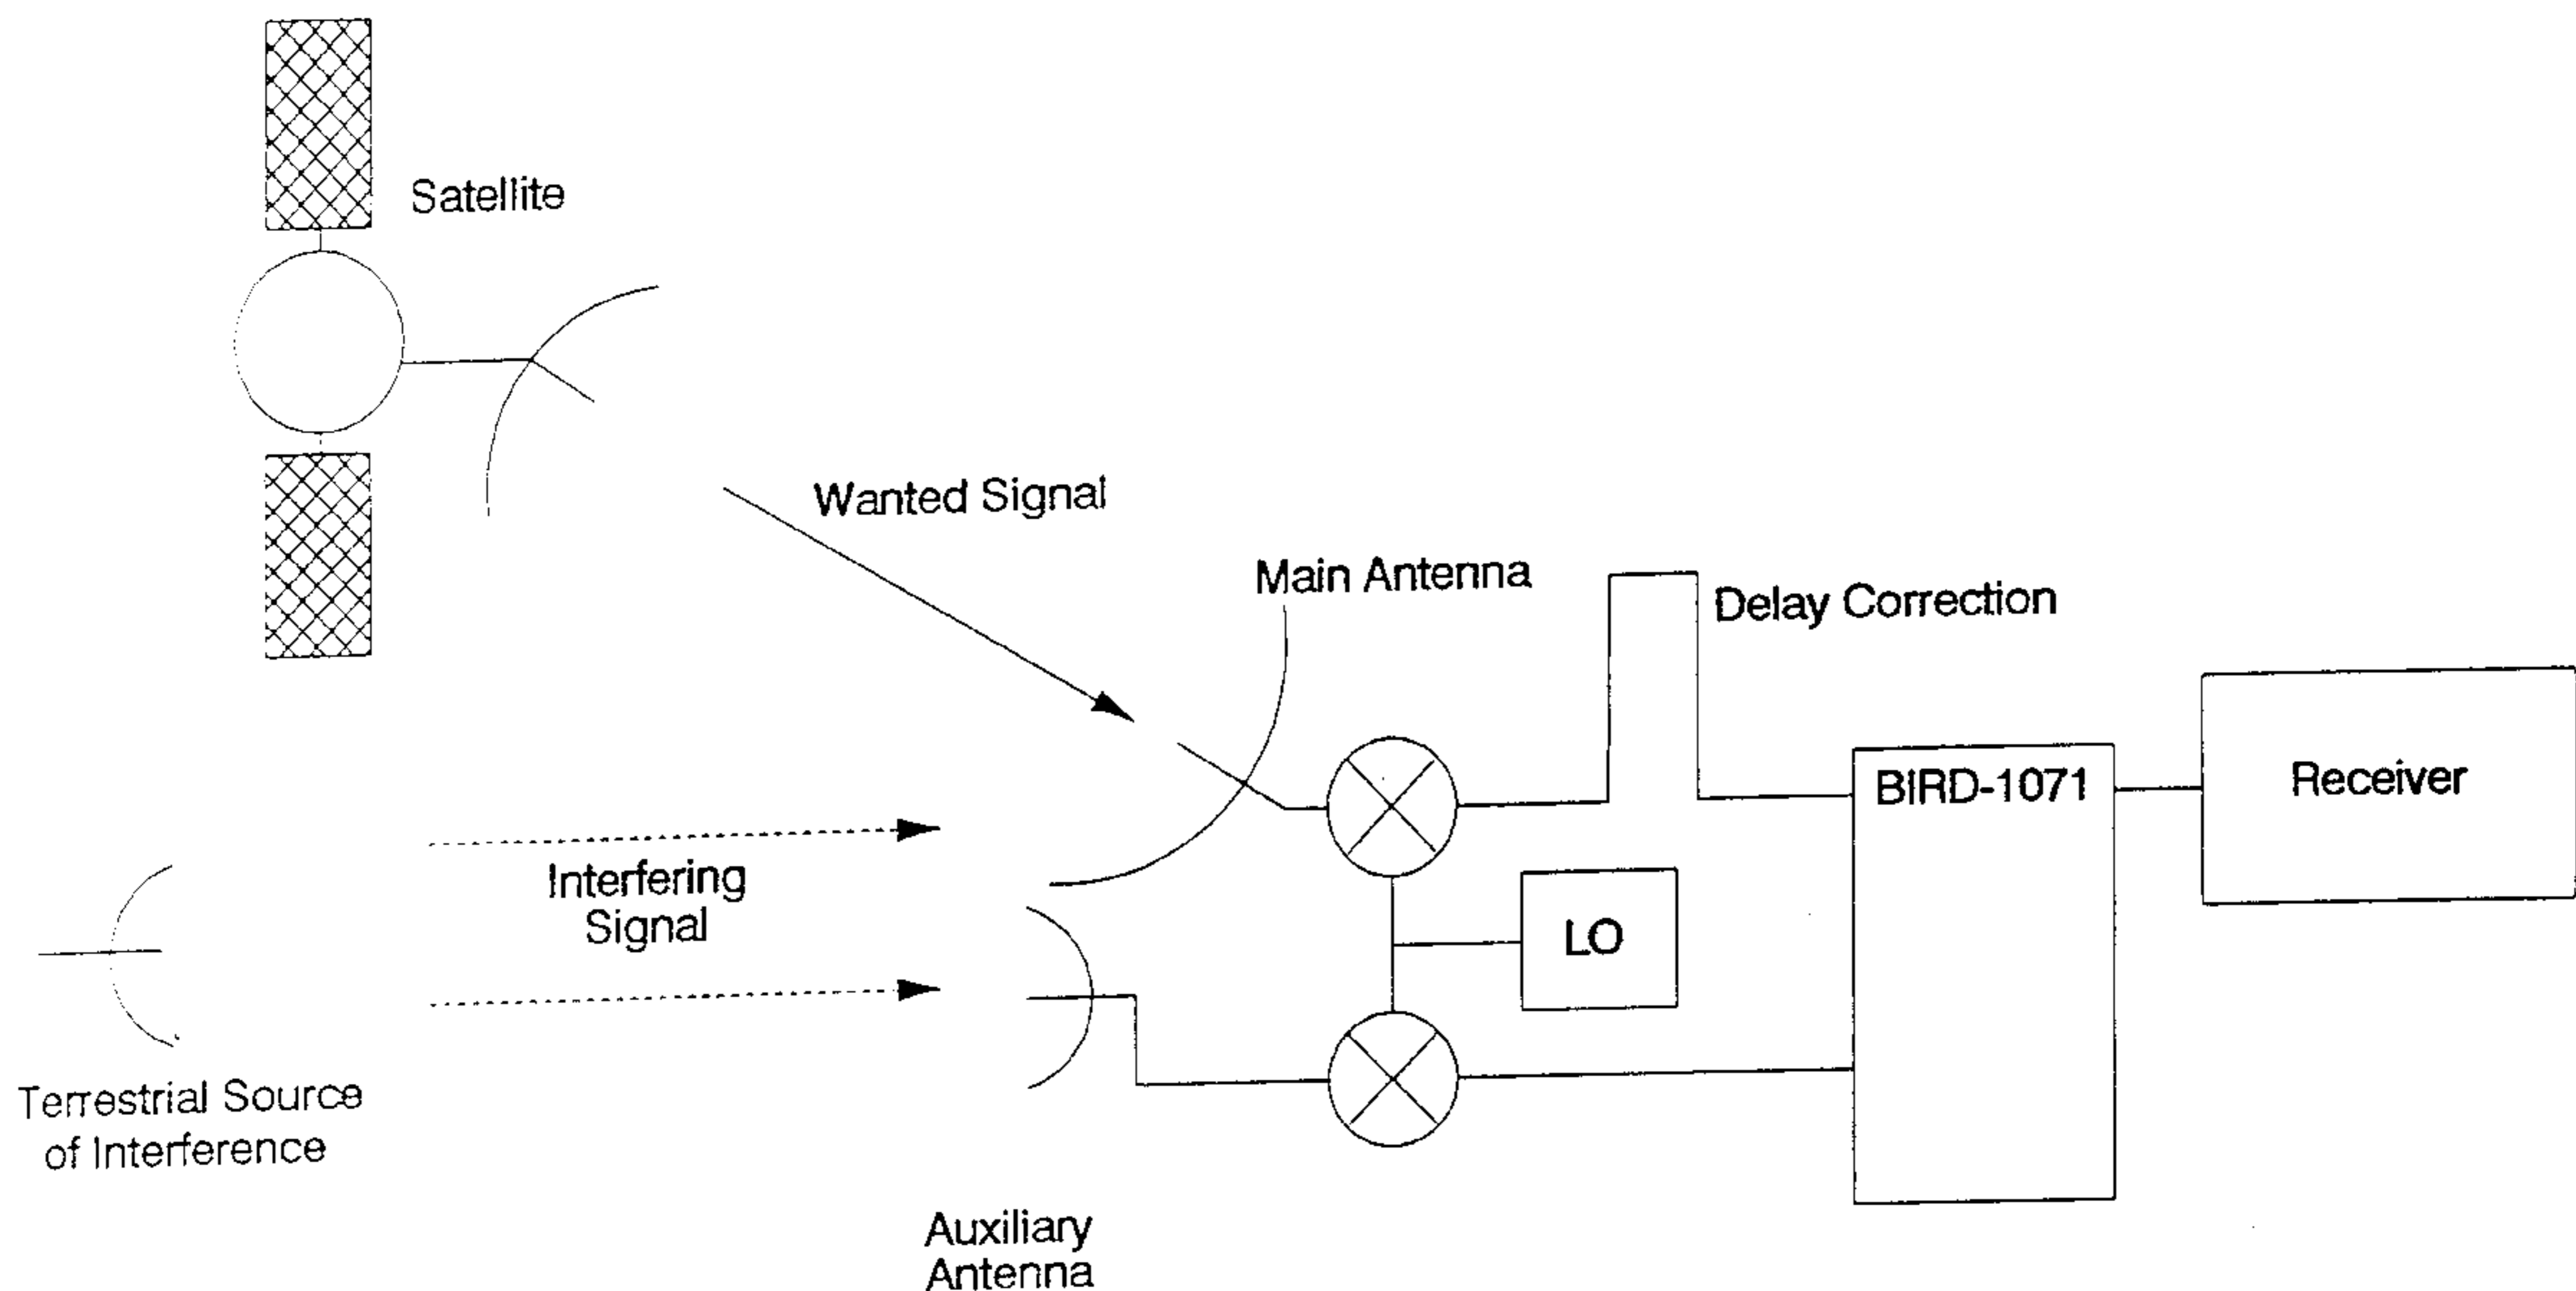 Satellite
Wanted Signal
Main Antenna
Delay Correction
BIRD-1071
Receiver
Interfering
Signal
LO
Terrestrial Source
of Interference
Auxiliary
Antenna